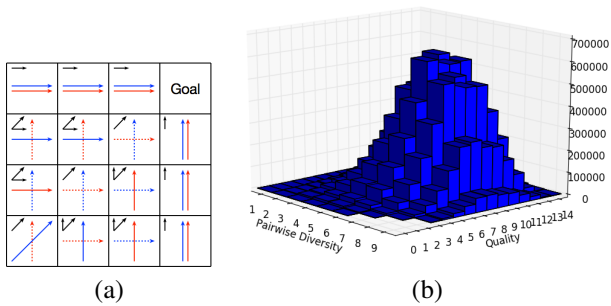 Goal
(a)
700000
600000
500000
400000
300000
200000
100000
0
1 2 3 4 5 6 7 8 9
Pairwise Diversity
0 1 2 3 4 5 6 7 8 9 10 11 12 13 14
Quality
(b)